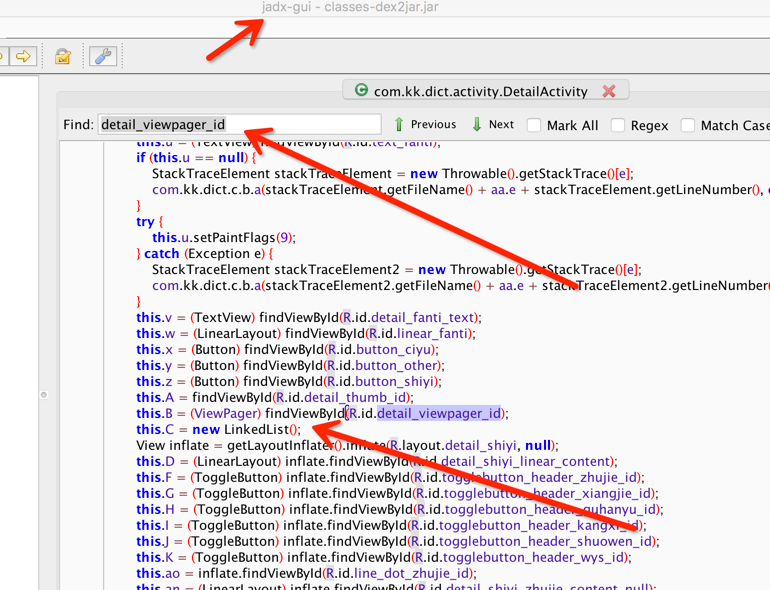 jadx-gui - classes-dex2jar.jar
com.kk.dict.activity.DetailActivity
Find: detail_viewpager_id Previous Next Mark All Regex Match Case
this.u = (TextView) findViewById(R.id.text_fanti);
if (this.u == null) {
StackTraceElement stackTraceElement = new Throwable().getStackTrace()[e];
com.kk.dict.c.b.a(stackTraceElement.getFileName() + aa.e + stackTraceElement.getLineNumber(),
}
try {
this.u.setPaintFlags(9);
} catch (Exception e) {
StackTraceElement stackTraceElement2 = new Throwable().getStackTrace()[e];
com.kk.dict.c.b.a(stackTraceElement2.getFileName() + aa.e + stackTraceElement2.getLineNumber(
}
this.v = (TextView) findViewById(R.id.detail_fanti_text);
this.w = (LinearLayout) findViewById(R.id.linear_fanti);
this.x = (Button) findViewById(R.id.button_ciyu);
this.y = (Button) findViewById(R.id.button_other);
this.z = (Button) findViewById(R.id.button_shiyi);
this.A = findViewById(R.id.detail_thumb_id);
this.B = (ViewPager) findViewById(R.id.detail_viewpager_id);
this.C = new LinkedList();
View inflate = getLayoutInflater().inflate(R.layout.detail_shiyi, null);
this.D = (LinearLayout) inflate.findViewById(R.id.detail_shiyi_linear_content);
this.F = (ToggleButton) inflate.findViewById(R.id.togglebutton_header_zhujie_id);
this.G = (ToggleButton) inflate.findViewById(R.id.togglebutton_header_xiangjie_id);
this.H = (ToggleButton) inflate.findViewById(R.id.togglebutton_header_guhanyu_id);
this.I = (ToggleButton) inflate.findViewById(R.id.togglebutton_header_kangxi_id);
this.J = (ToggleButton) inflate.findViewById(R.id.togglebutton_header_shuowen_id);
this.K = (ToggleButton) inflate.findViewById(R.id.togglebutton_header_wys_id);
this.ao = inflate.findViewById(R.id.line_dot_zhujie_id);
this.an = (LinearLayout) inflate.findViewById(R.id.detail_shiyi_zhujie_content_null);